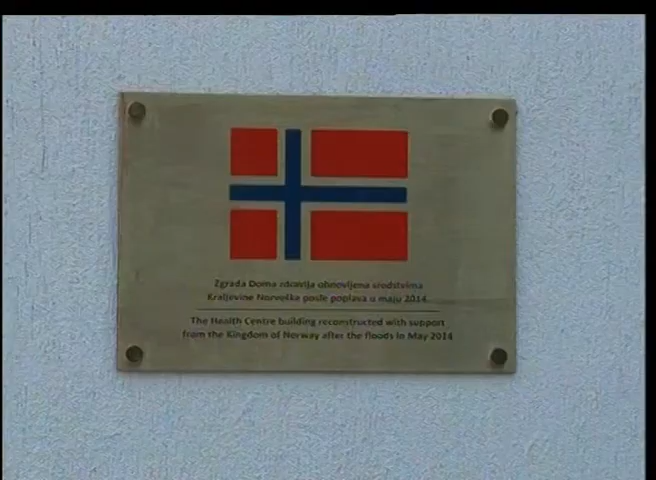 Zgrada Doma zdravlja obnovljena sredstvima
Kraljevine Norveška posle poplava u maju 2014
The Health Centre building reconstructed with support
from the Kingdom of Norway after the floods in May 2014